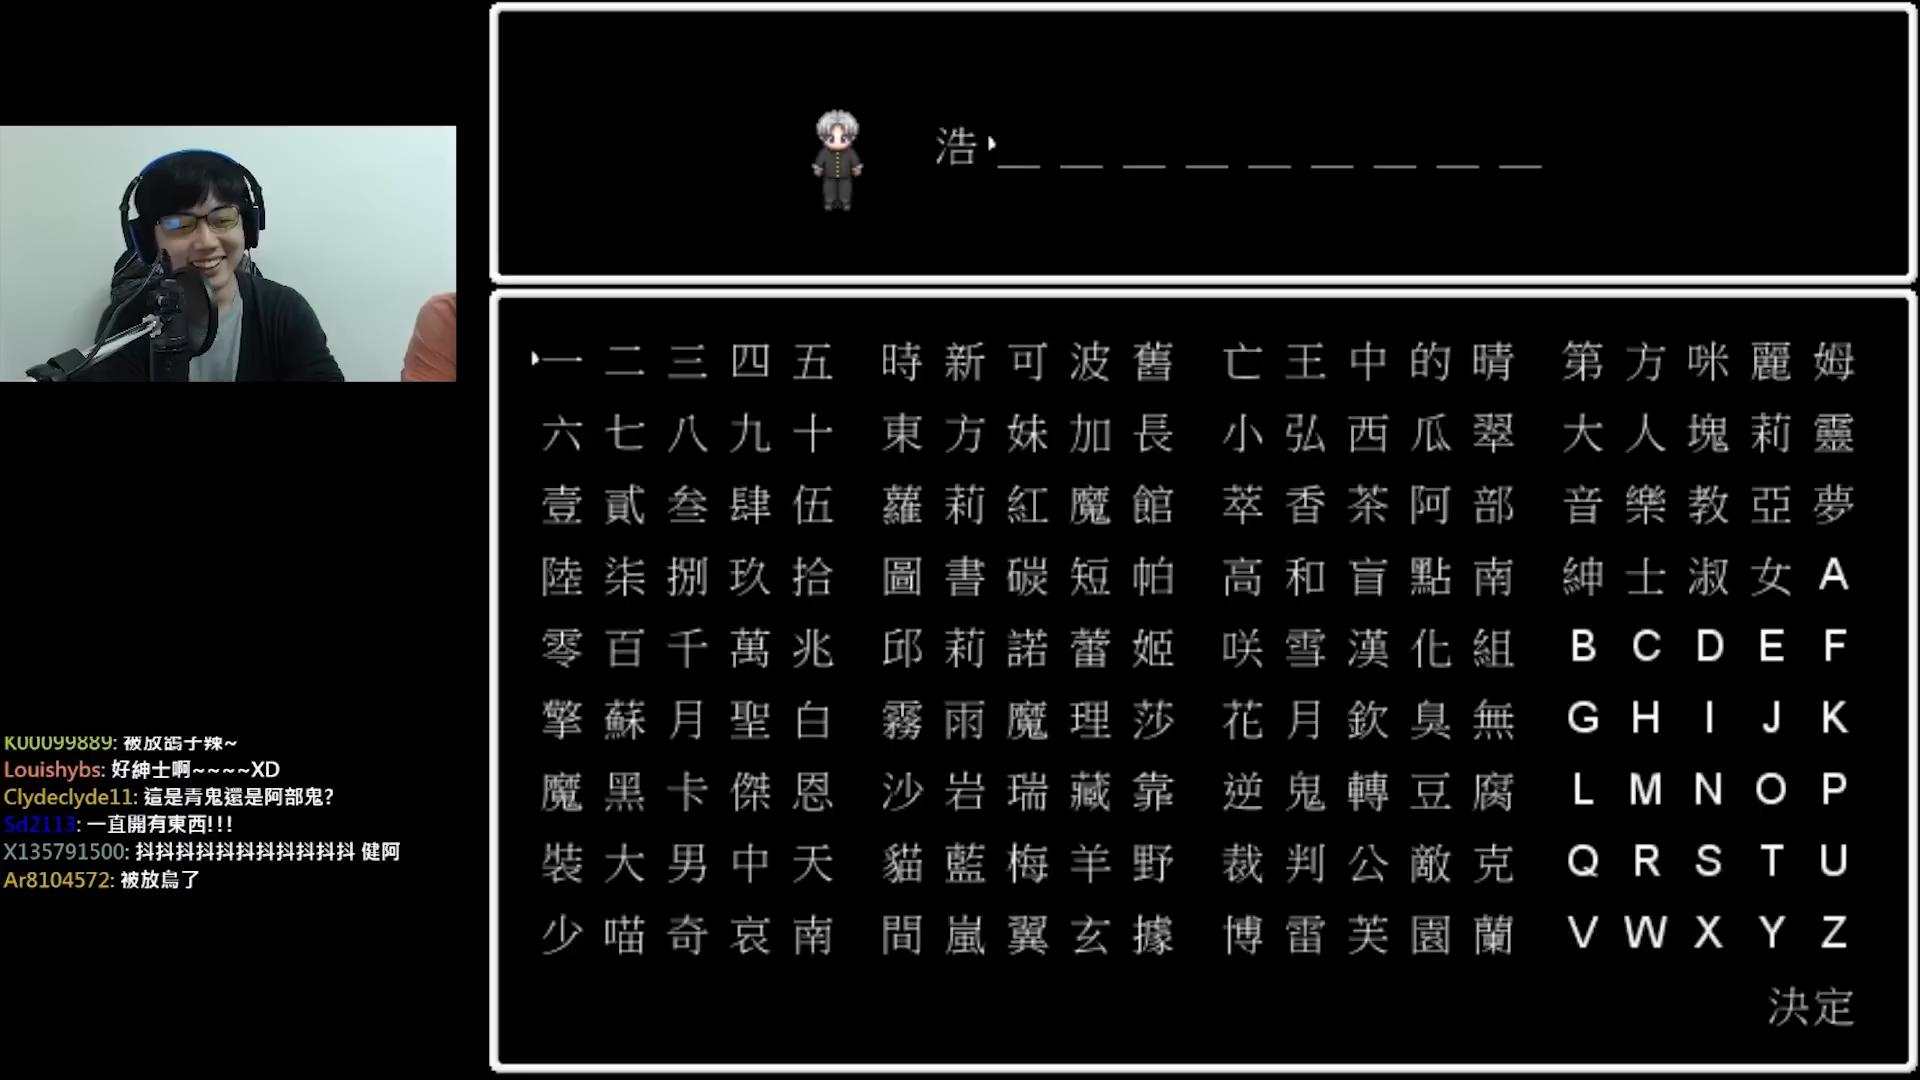 浩
一 二 三 四 五 時 新 可 波 舊 亡 王 中 的 晴 第 方 咪 麗 姆
六 七 八 九 十 東 方 妹 加 長 小 弘 西 瓜 翠 大 人 塊 莉 靈
壹 貳 叁 肆 伍 蘿 莉 紅 魔 館 萃 香 茶 阿 部 音 樂 教 亞 夢
陸 柒 捌 玖 拾 圖 書 碳 短 帕 高 和 盲 點 南 紳 士 淑 女 A
零 百 千 萬 兆 邱 莉 諾 蕾 姬 咲 雪 漢 化 組 B C D E F
擎 蘇 月 聖 白 霧 雨 魔 理 莎 花 月 欽 臭 無 G H I J K
魔 黑 卡 傑 恩 沙 岩 瑞 藏 靠 逆 鬼 轉 豆 腐 L M N O P
裝 大 男 中 天 貓 藍 梅 羊 野 裁 判 公 敵 克 Q R S T U
少 喵 奇 哀 南 問 嵐 翼 玄 據 博 雷 芙 園 蘭 V W X Y Z
決定
K00099889: 被放鴿子辣~
Louishybs: 好紳士啊~~~~XD
Clydeclyde11: 這是青鬼還是阿部鬼?
Sd2113: 一直開有東西!!!
X135791500: 抖抖抖抖抖抖抖抖抖抖抖 健阿
Ar8104572: 被放鳥了